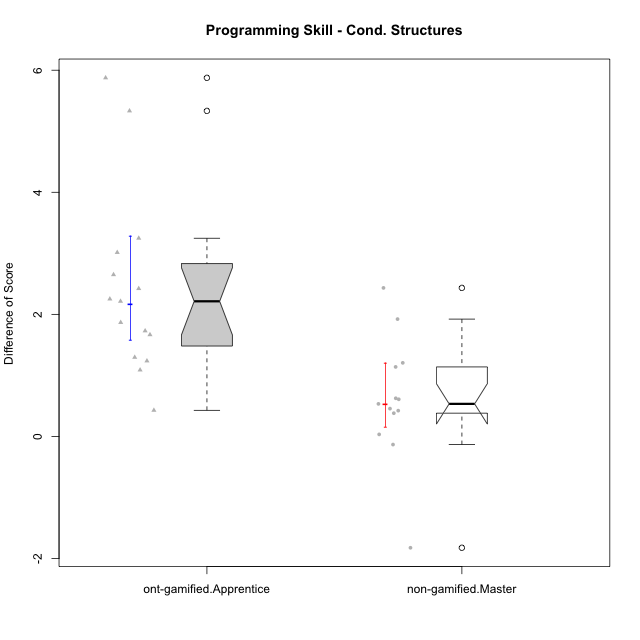 Programming Skill - Cond. Structures
Difference of Score
6
4
2
0
-2
ont-gamified.Apprentice
non-gamified.Master